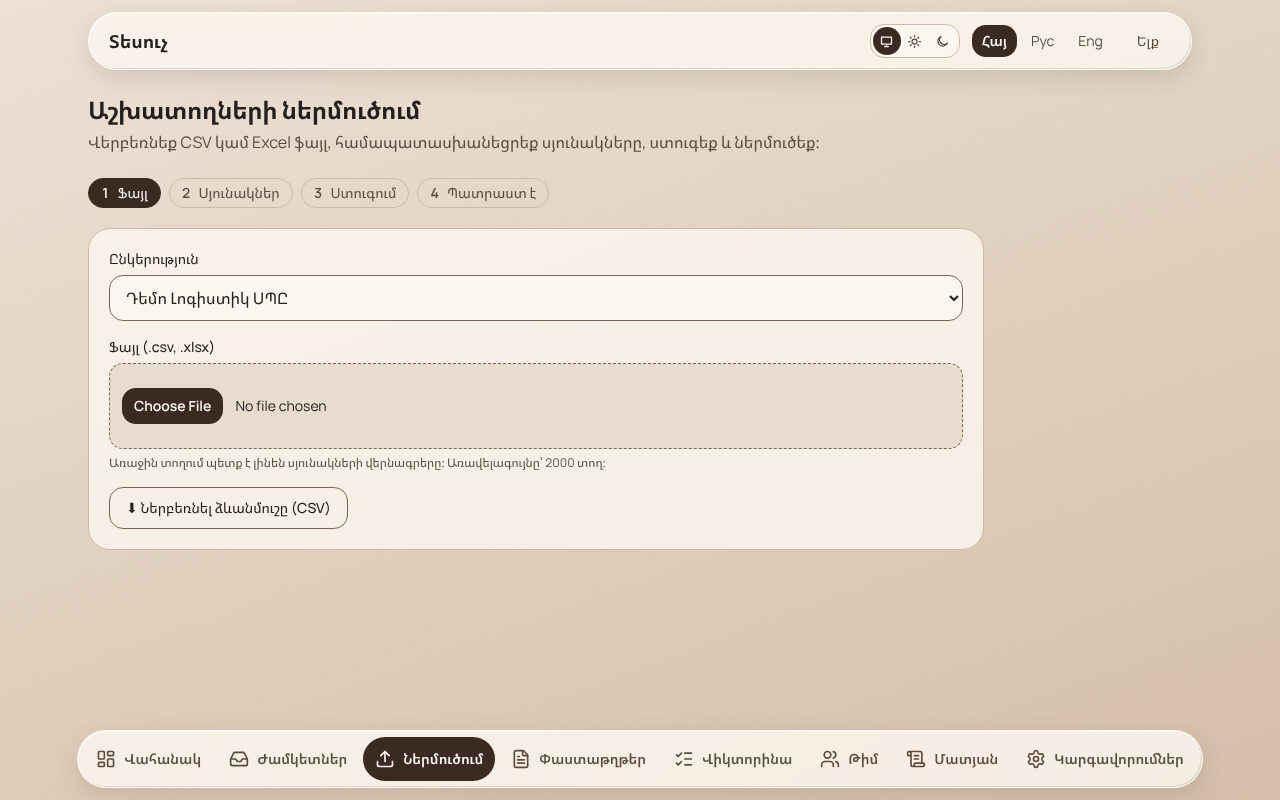 Տեսուչ
Հայ Рус Eng Ելք
Աշխատողների ներմուծում
Վերբեռնեք CSV կամ Excel ֆայլ, համապատասխանեցրեք սյունակները, ստուգեք և ներմուծեք:
1 Ֆայլ 2 Սյունակներ 3 Ստուգում 4 Պատրաստ է
Ընկերություն
Դեմո Լոգիստիկ ՍՊԸ
Ֆայլ (.csv, .xlsx)
Choose File No file chosen
Առաջին տողում պետք է լինեն սյունակների վերնագրերը: Առավելագույնը՝ 2000 տող:
⬇ Ներբեռնել ձևանմուշը (CSV)
Վահանակ Ժամկետներ Ներմուծում Փաստաթղթեր Վիկտորինա Թիմ Մատյան Կարգավորումներ